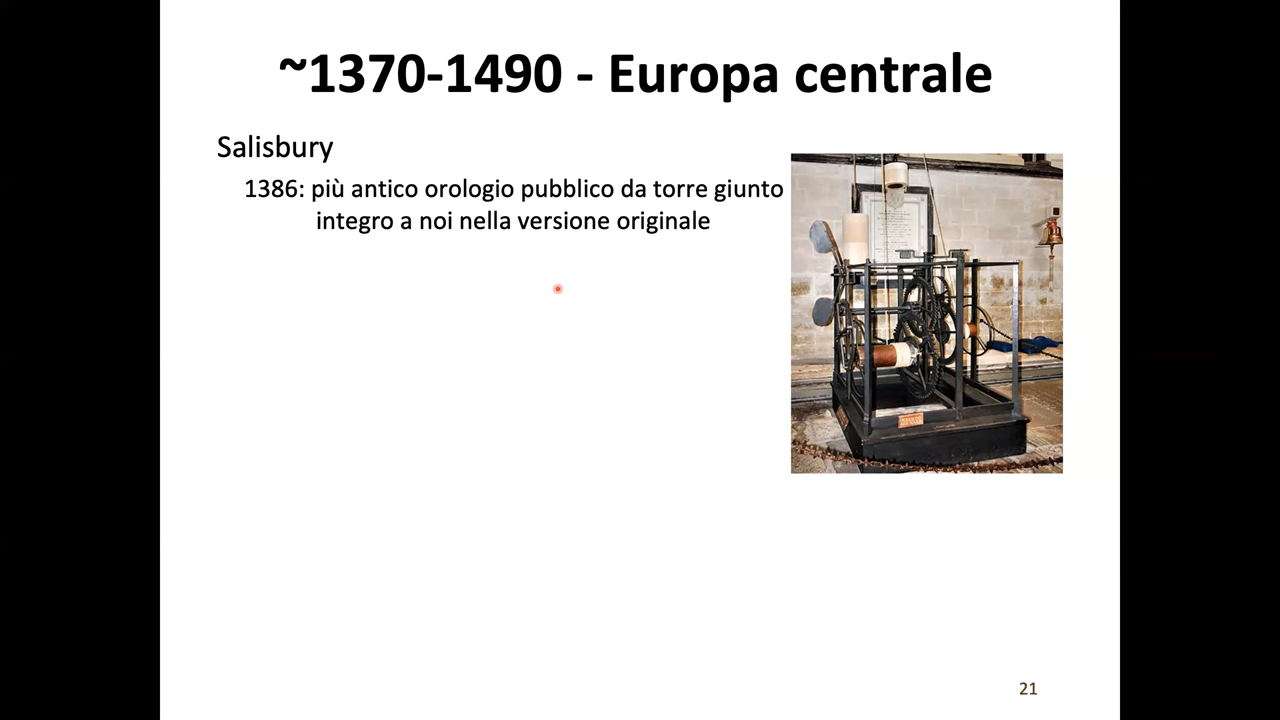 ~1370-1490 - Europa centrale
Salisbury
1386: più antico orologio pubblico da torre giunto
integro a noi nella versione originale
21